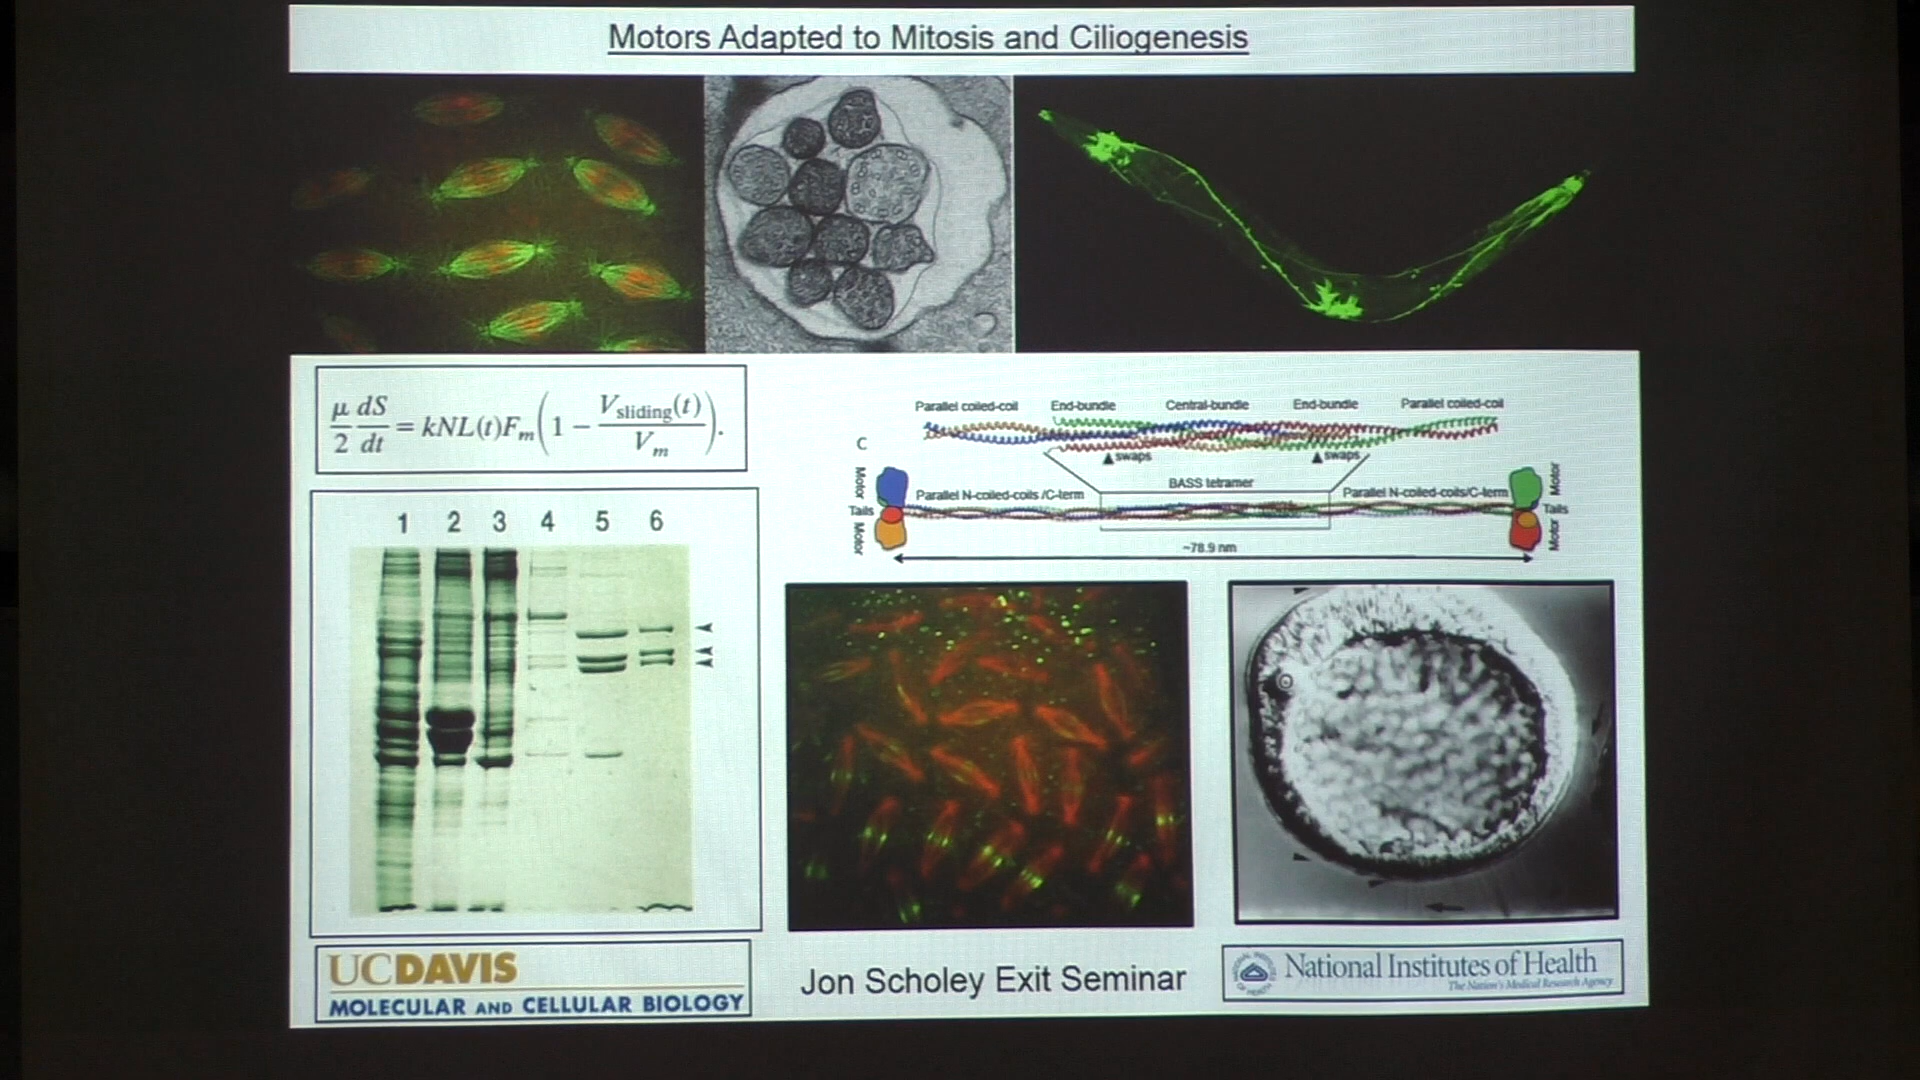 Motors Adapted to Mitosis and Ciliogenesis
μ/2 dS/dt = kNL(t)Fm(1 − Vsliding(t)/Vm).
Parallel coiled-coil End-bundle Central-bundle End-bundle Parallel coiled-coil
C
swaps swaps
Motor BASS tetramer Motor
Parallel N-coiled-coils /C-term Parallel N-coiled-coils/C-term
Tails Tails
Motor Motor
~78.9 nm
1 2 3 4 5 6
UCDAVIS
MOLECULAR AND CELLULAR BIOLOGY
Jon Scholey Exit Seminar
National Institutes of Health
The Nation's Medical Research Agency